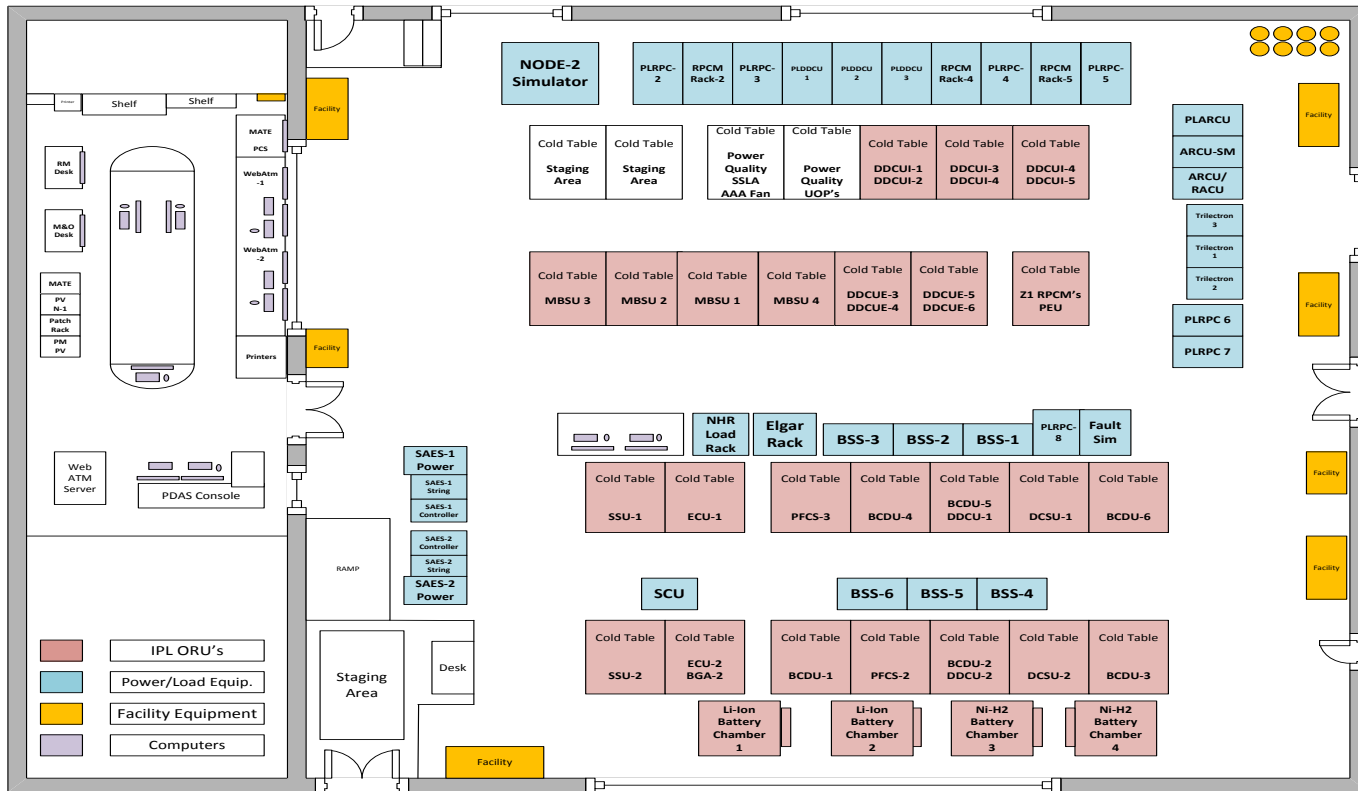 NODE-2
Simulator
PLRPC-
2
RPCM
Rack-2
PLRPC-
3
PLDDCU
1
PLDDCU
2
PLDDCU
3
RPCM
Rack-4
PLRPC-
4
RPCM
Rack-5
PLRPC-
5
Shelf
Shelf
Facility
Facility
MATE
PCS
RM
Desk
WebAtm
-1
M&O
Desk
WebAtm
-2
MATE
PV
N-1
Patch
Rack
PM
PV
Printers
Facility
Cold Table
Staging
Area
Cold Table
Staging
Area
Cold Table
Power
Quality
SSLA
AAA Fan
Cold Table
Power
Quality
UOP's
Cold Table
DDCUI-1
DDCUI-2
Cold Table
DDCUI-3
DDCUI-4
Cold Table
DDCUI-4
DDCUI-5
PLARCU
ARCU-SM
ARCU/
RACU
Trilectron
3
Trilectron
1
Trilectron
2
PLRPC 6
PLRPC 7
Facility
Cold Table
MBSU 3
Cold Table
MBSU 2
Cold Table
MBSU 1
Cold Table
MBSU 4
Cold Table
DDCUE-3
DDCUE-4
Cold Table
DDCUE-5
DDCUE-6
Cold Table
Z1 RPCM's
PEU
NHR
Load
Rack
Elgar
Rack
BSS-3
BSS-2
BSS-1
PLRPC-
8
Fault
Sim
Web
ATM
Server
PDAS Console
SAES-1
Power
SAES-1
String
SAES-1
Controller
SAES-2
Controller
SAES-2
String
SAES-2
Power
Cold Table
SSU-1
Cold Table
ECU-1
Cold Table
PFCS-3
Cold Table
BCDU-4
Cold Table
BCDU-5
DDCU-1
Cold Table
DCSU-1
Cold Table
BCDU-6
Facility
Facility
RAMP
SCU
BSS-6
BSS-5
BSS-4
IPL ORU's
Power/Load Equip.
Facility Equipment
Computers
Staging
Area
Desk
Cold Table
SSU-2
Cold Table
ECU-2
BGA-2
Cold Table
BCDU-1
Cold Table
PFCS-2
Cold Table
BCDU-2
DDCU-2
Cold Table
DCSU-2
Cold Table
BCDU-3
Li-Ion
Battery
Chamber
1
Li-Ion
Battery
Chamber
2
Ni-H2
Battery
Chamber
3
Ni-H2
Battery
Chamber
4
Facility